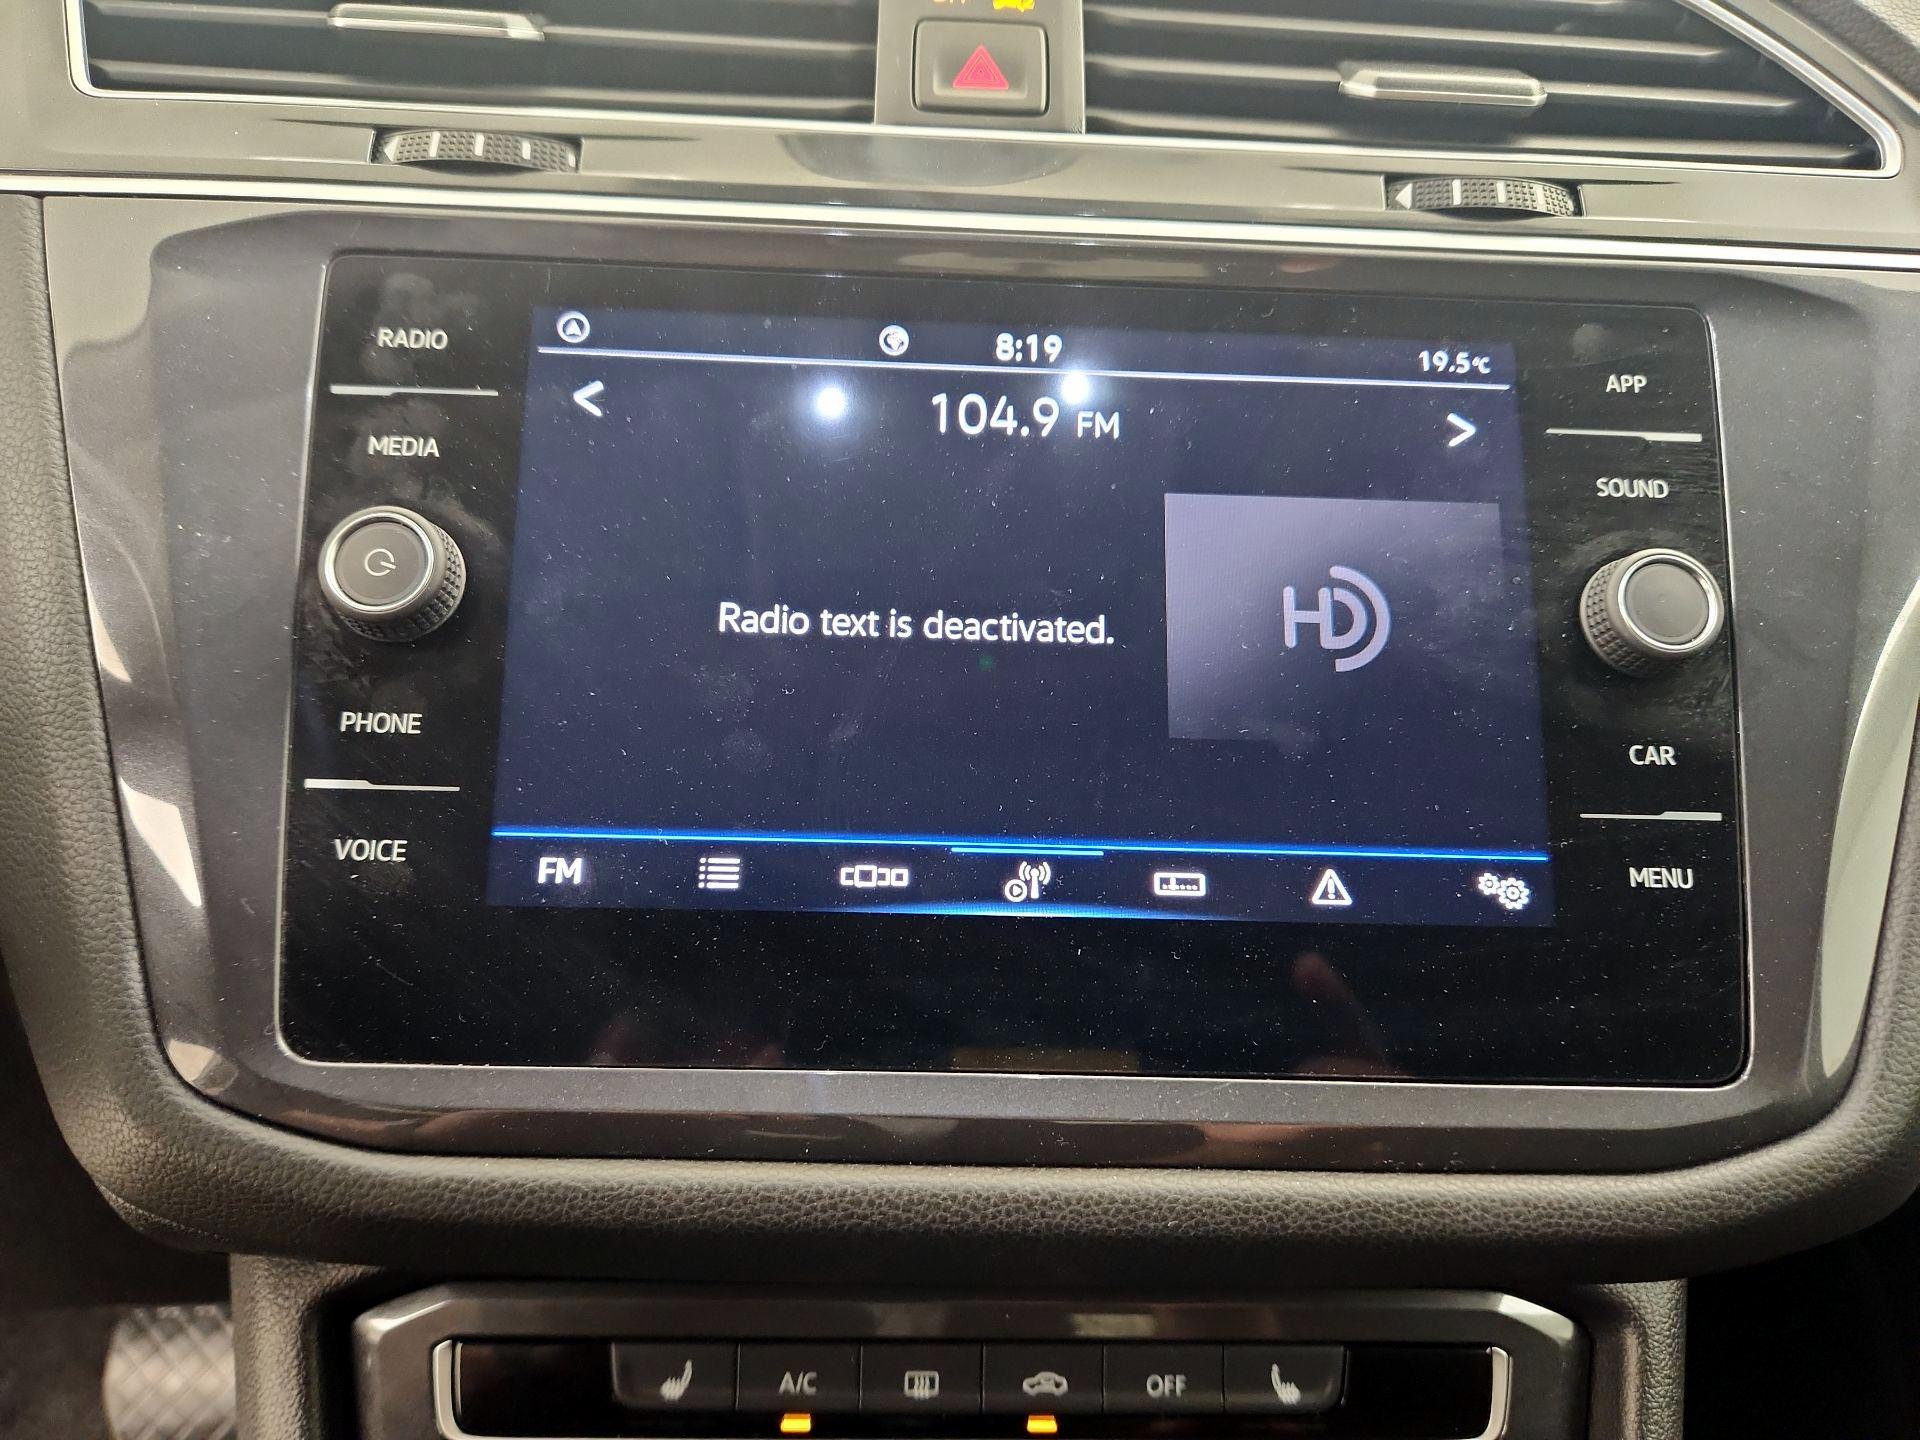 RADIO
MEDIA
PHONE
VOICE
8:19
19.5°C
104.9 FM
Radio text is deactivated.
HD
FM
APP
SOUND
CAR
MENU
A/C
OFF